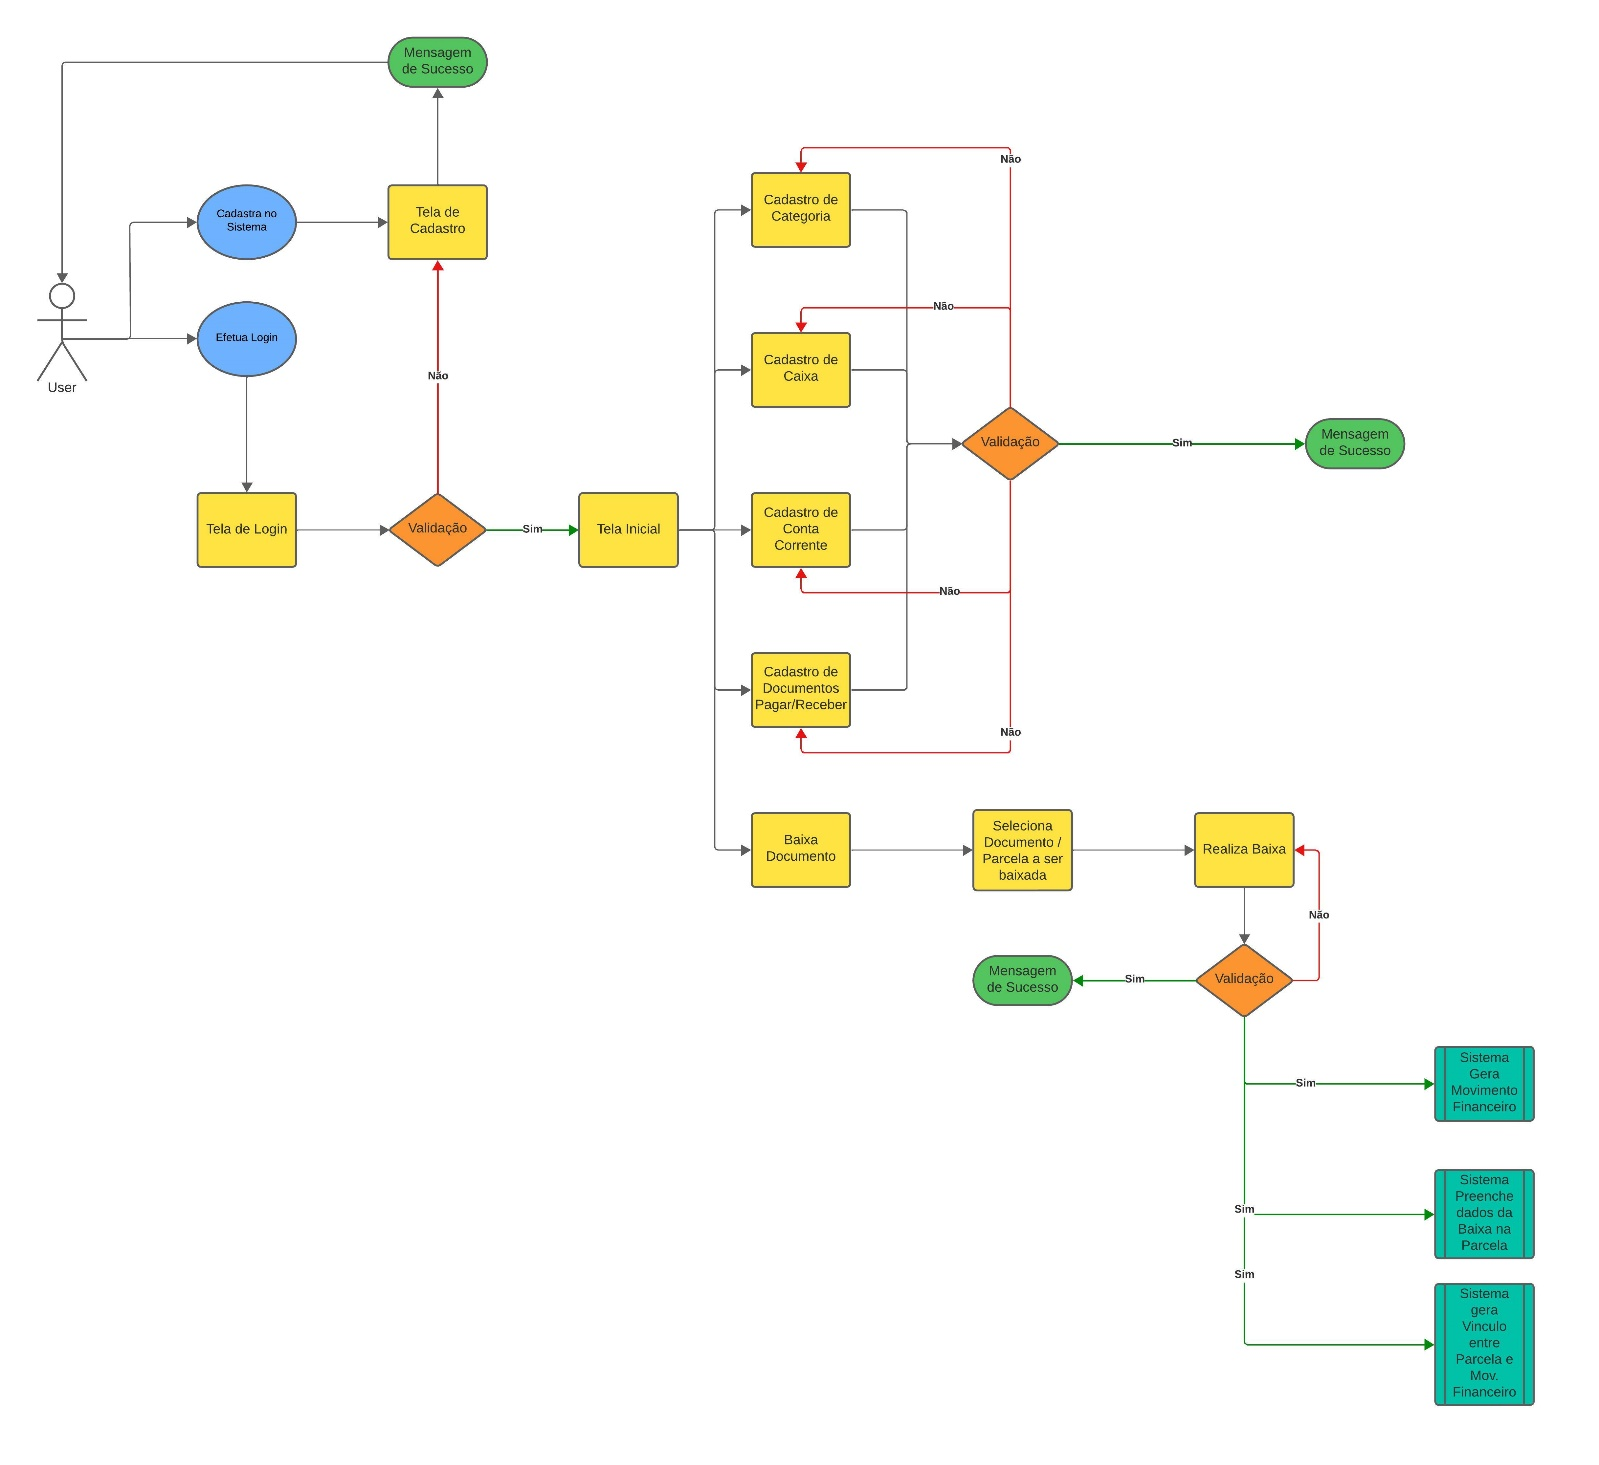 Mensagem
de Sucesso
Cadastra no
Sistema
Tela de
Cadastro
Efetua Login
User
Não
Tela de Login
Validação
Sim
Tela Inicial
Cadastro de
Categoria
Não
Cadastro de
Caixa
Não
Cadastro de
Conta
Corrente
Não
Cadastro de
Documentos
Pagar/Receber
Não
Validação
Sim
Mensagem
de Sucesso
Baixa
Documento
Seleciona
Documento /
Parcela a ser
baixada
Realiza Baixa
Não
Validação
Sim
Mensagem
de Sucesso
Sim
Sistema
Gera
Movimento
Financeiro
Sim
Sistema
Preenche
dados da
Baixa na
Parcela
Sim
Sistema
gera
Vinculo
entre
Parcela e
Mov.
Financeiro